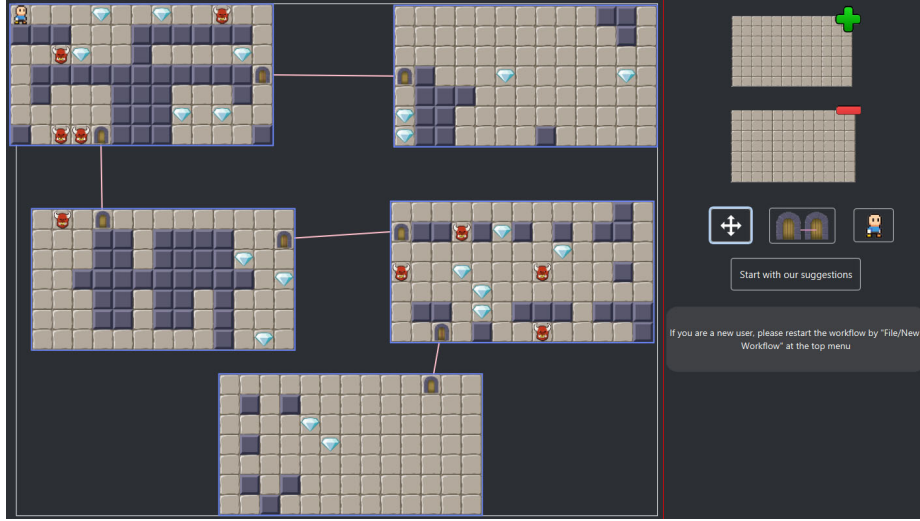 Start with our suggestions
If you are a new user, please restart the workflow by "File/New
Workflow" at the top menu